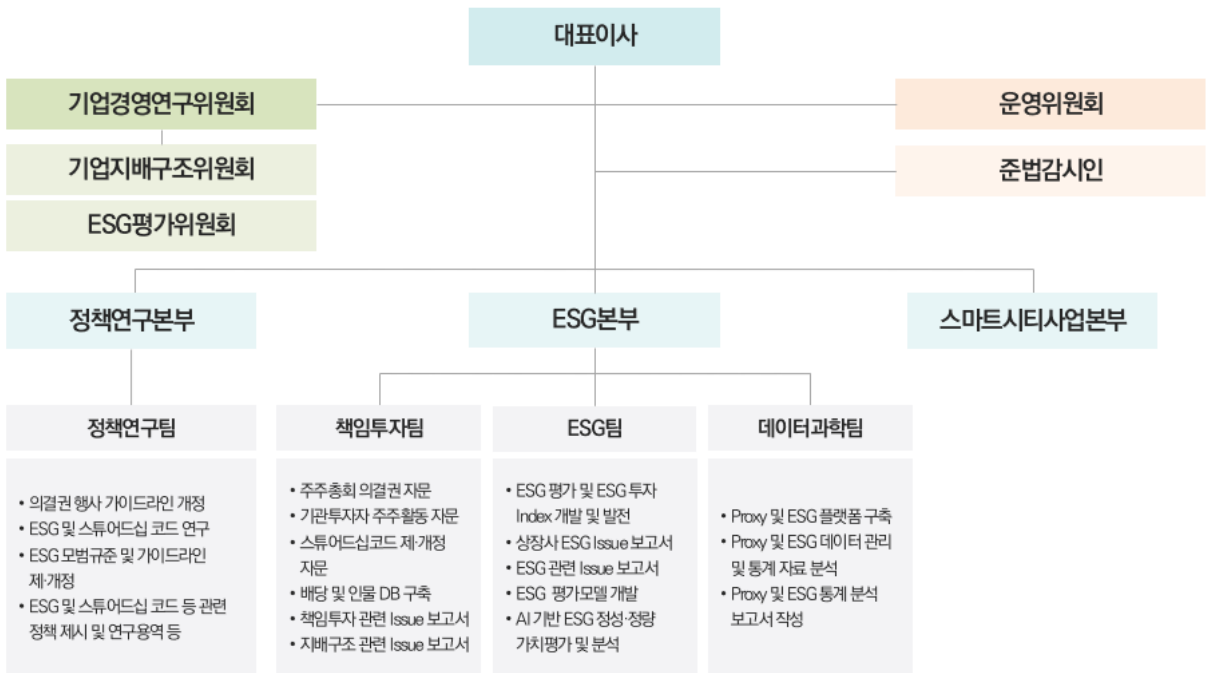 대표이사
기업경영연구위원회
운영위원회
기업지배구조위원회
준법감시인
ESG평가위원회
정책연구본부
ESG본부
스마트시티사업본부
정책연구팀
책임투자팀
ESG팀
데이터과학팀
• 의결권 행사 가이드라인 개정
• ESG 및 스튜어드십 코드 연구
• ESG 모범규준 및 가이드라인
제·개정
• ESG 및 스튜어드십 코드 등 관련
정책 제시 및 연구용역 등
• 주주총회 의결권 자문
• 기관투자자 주주활동 자문
• 스튜어드십코드 제·개정
자문
• 배당 및 인물 DB 구축
• 책임투자 관련 Issue 보고서
• 지배구조 관련 Issue 보고서
• ESG 평가 및 ESG 투자
Index 개발 및 발전
• 상장사 ESG Issue 보고서
• ESG 관련 Issue 보고서
• ESG 평가모델 개발
• AI 기반 ESG 정성·정량
가치평가 및 분석
• Proxy 및 ESG 플랫폼 구축
• Proxy 및 ESG 데이터 관리
및 통계 자료 분석
• Proxy 및 ESG 통계 분석
보고서 작성